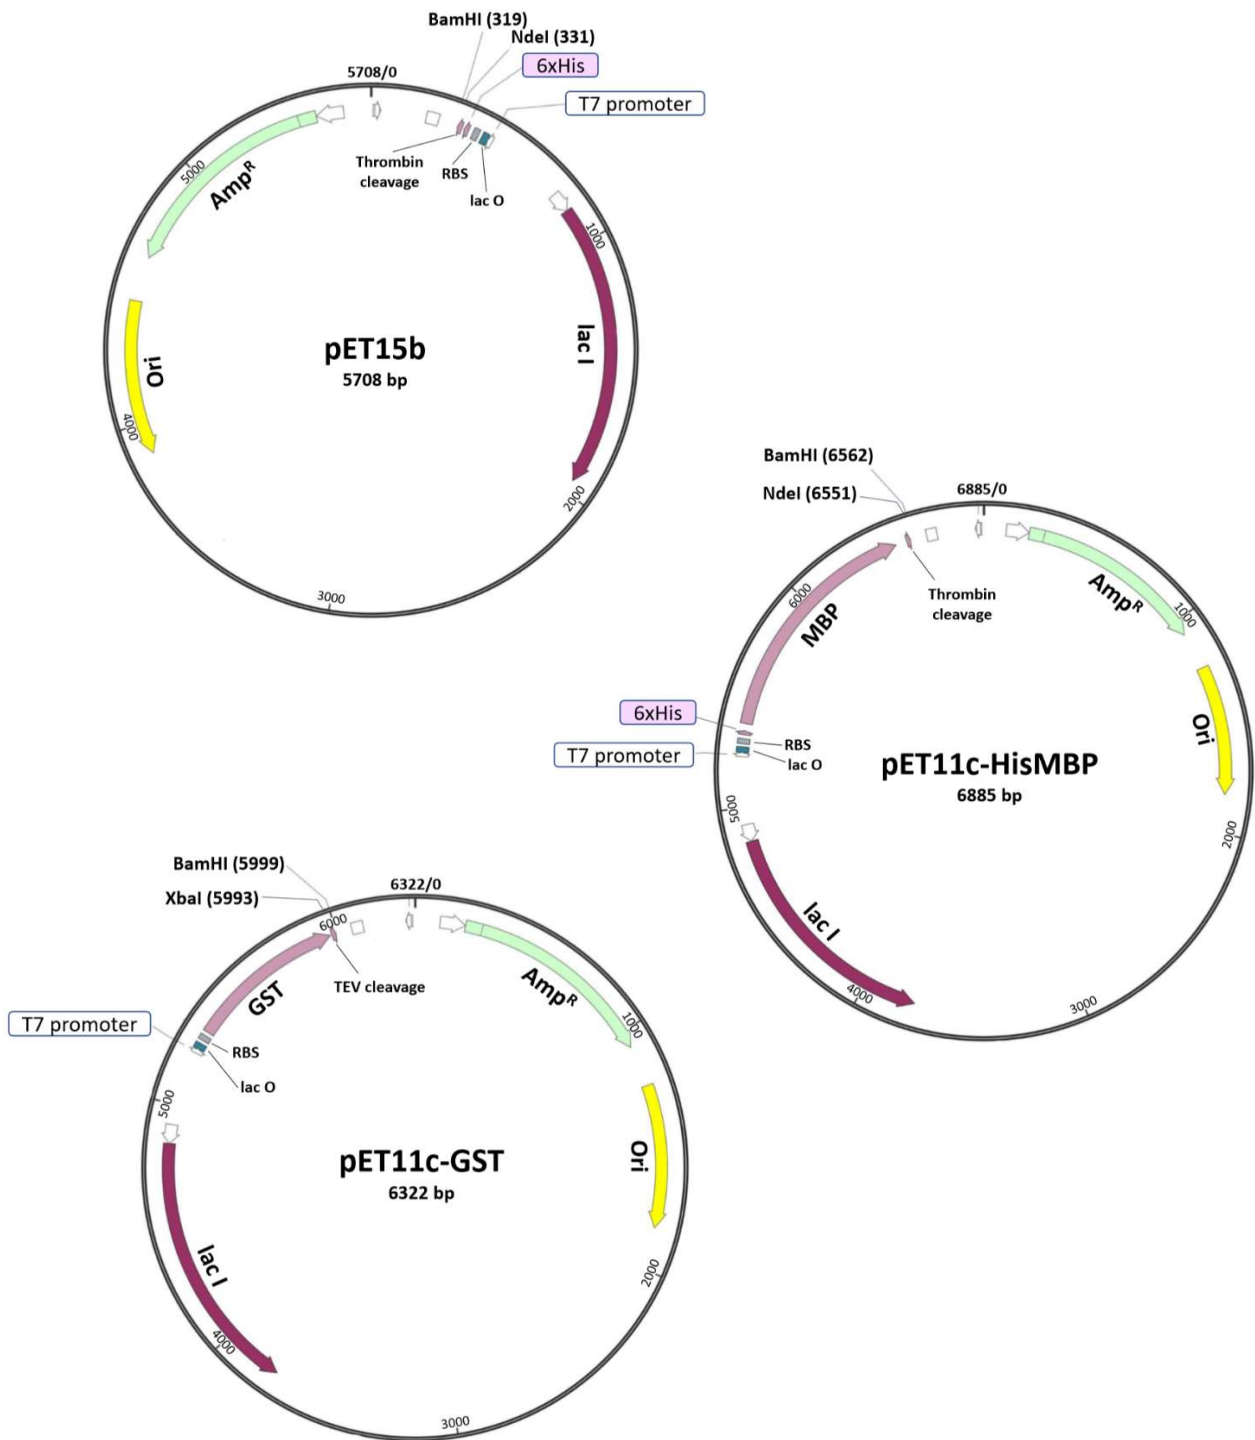 BamHI (319)
NdeI (331)
6xHis
5708/0
T7 promoter
Thrombin
cleavage
RBS
lac O
5000
Amp^R
1000
lac I
pET15b
5708 bp
Ori
4000
2000
3000
BamHI (6562)
NdeI (6551)
6885/0
Thrombin
cleavage
6000
MBP
Amp^R
1000
6xHis
T7 promoter
RBS
lac O
Ori
pET11c-HisMBP
6885 bp
5000
2000
lac I
4000
3000
BamHI (5999)
XbaI (5993)
6322/0
6000
TEV cleavage
GST
Amp^R
1000
T7 promoter
RBS
lac O
5000
pET11c-GST
6322 bp
Ori
lac I
2000
4000
3000